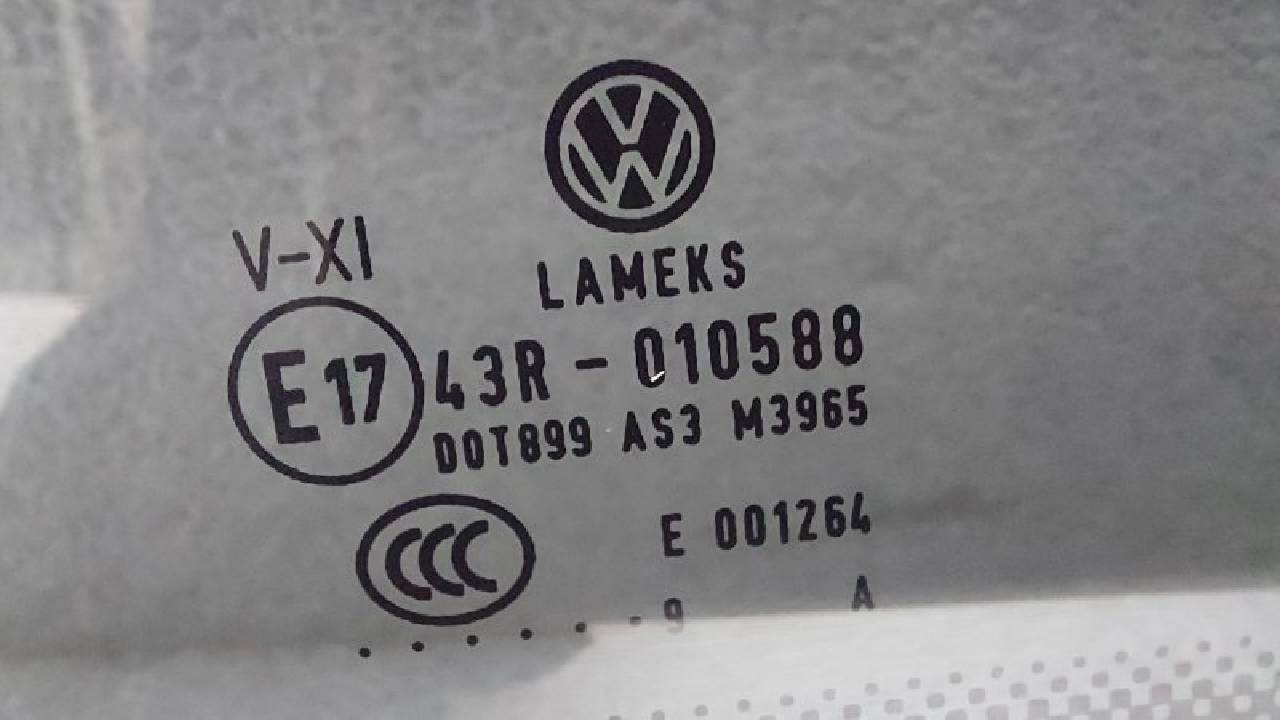 LAMEKS
V-XI
E17 43R - 010588
DOT899 AS3 M3965
CCC E 001264
. . . . . . 9 A